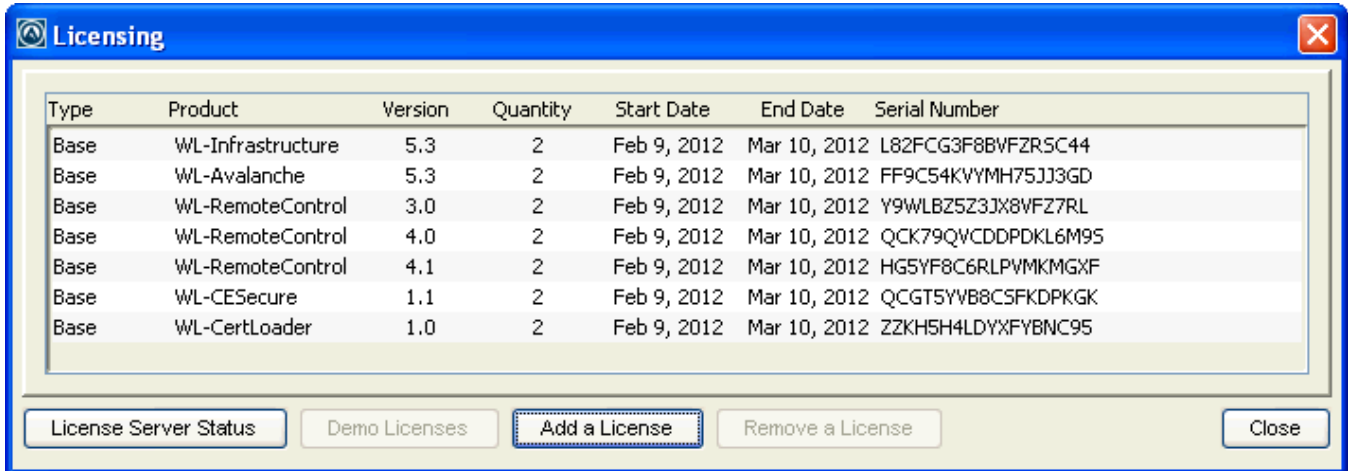 Licensing
Type Product Version Quantity Start Date End Date Serial Number
Base WL-Infrastructure 5.3 2 Feb 9, 2012 Mar 10, 2012 L82FCG3F8BVFZRSC44
Base WL-Avalanche 5.3 2 Feb 9, 2012 Mar 10, 2012 FF9C54KVYMH75JJ3GD
Base WL-RemoteControl 3.0 2 Feb 9, 2012 Mar 10, 2012 Y9WLBZ5Z3JX8VFZ7RL
Base WL-RemoteControl 4.0 2 Feb 9, 2012 Mar 10, 2012 QCK79QVCDDPDKL6M95
Base WL-RemoteControl 4.1 2 Feb 9, 2012 Mar 10, 2012 HG5YF8C6RLPVMKMGXF
Base WL-CESecure 1.1 2 Feb 9, 2012 Mar 10, 2012 QCGT5YVB8CSFKDPKGK
Base WL-CertLoader 1.0 2 Feb 9, 2012 Mar 10, 2012 ZZKH5H4LDYXFYBNC95
License Server Status Demo Licenses Add a License Remove a License Close